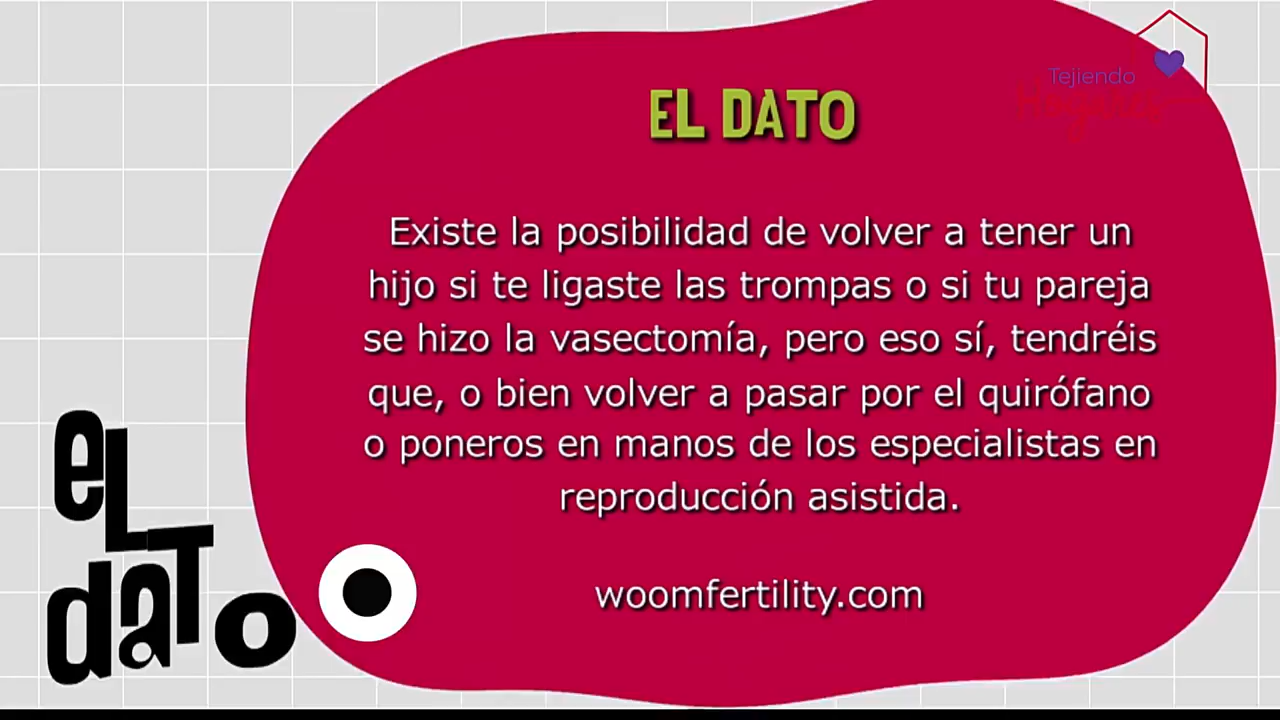 Tejiendo
Hogares
EL DATO
Existe la posibilidad de volver a tener un
hijo si te ligaste las trompas o si tu pareja
se hizo la vasectomía, pero eso sí, tendréis
que, o bien volver a pasar por el quirófano
o poneros en manos de los especialistas en
reproducción asistida.
woomfertility.com
eL
daTo